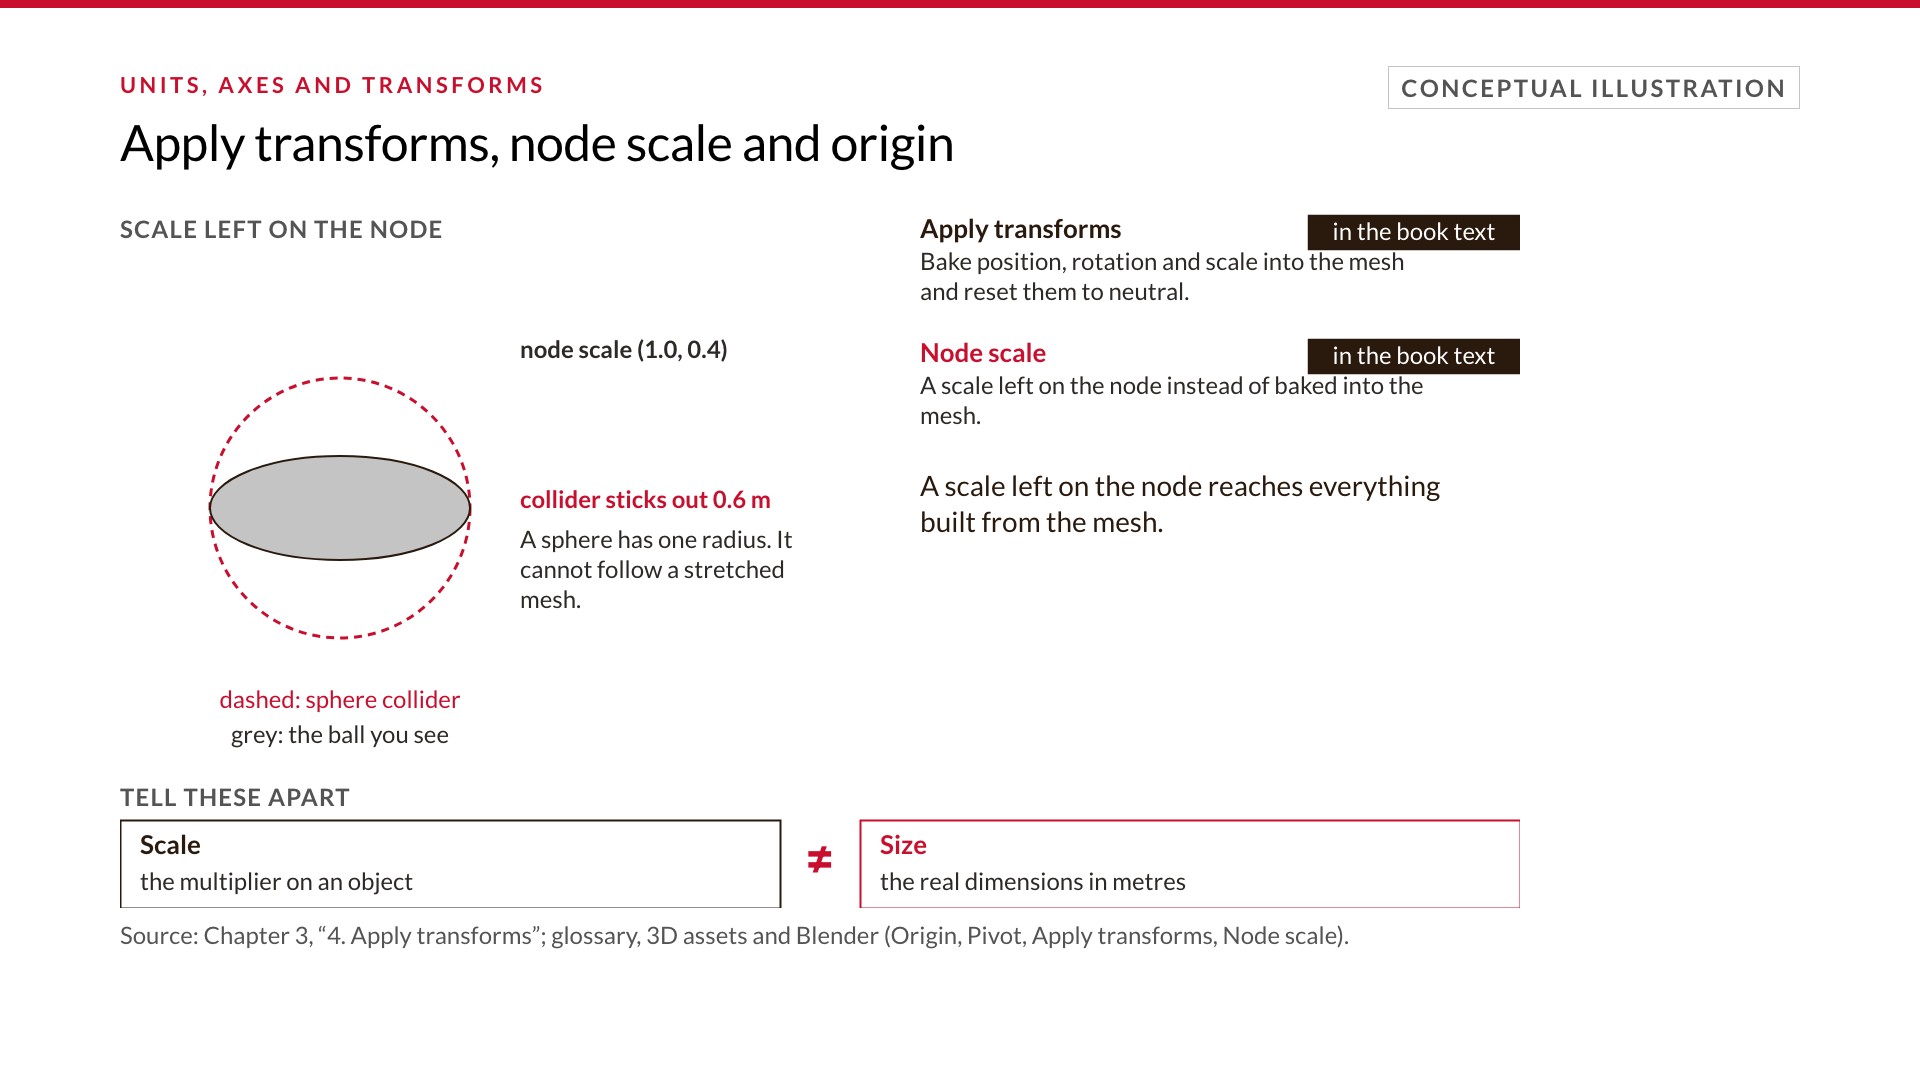 UNITS, AXES AND TRANSFORMS
CONCEPTUAL ILLUSTRATION
Apply transforms, node scale and origin
SCALE LEFT ON THE NODE
node scale (1.0, 0.4)
collider sticks out 0.6 m
A sphere has one radius. It
cannot follow a stretched
mesh.
dashed: sphere collider
grey: the ball you see
Apply transforms
in the book text
Bake position, rotation and scale into the mesh
and reset them to neutral.
Node scale
in the book text
A scale left on the node instead of baked into the
mesh.
A scale left on the node reaches everything
built from the mesh.
TELL THESE APART
Scale
the multiplier on an object
≠
Size
the real dimensions in metres
Source: Chapter 3, “4. Apply transforms”; glossary, 3D assets and Blender (Origin, Pivot, Apply transforms, Node scale).